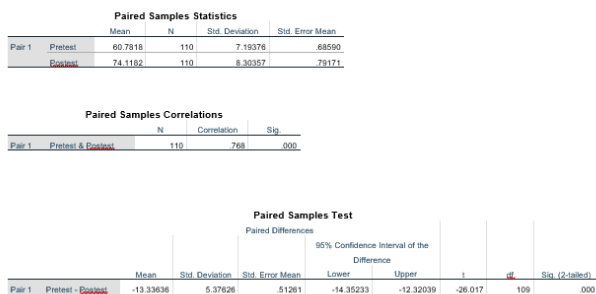 Paired Samples Statistics
Mean N Std. Deviation Std. Error Mean
Pair 1 Pretest 60.7818 110 7.19376 .68590
Postest 74.1182 110 8.30357 .79171
Paired Samples Correlations
N Correlation Sig.
Pair 1 Pretest & Postest 110 .768 .000
Paired Samples Test
Paired Differences
95% Confidence Interval of the
Difference
Mean Std. Deviation Std. Error Mean Lower Upper t df Sig. (2-tailed)
Pair 1 Pretest - Postest -13.33636 5.37626 .51261 -14.35233 -12.32039 -26.017 109 .000